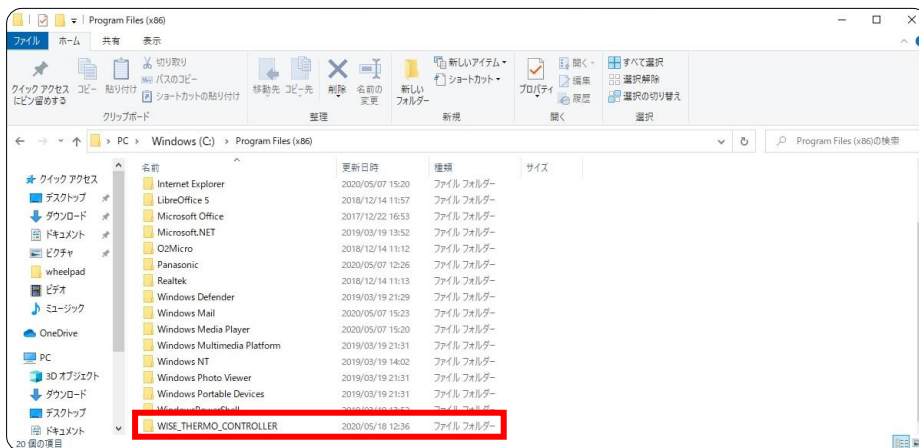 Program Files (x86)
ファイル ホーム 共有 表示
クイック アクセス
にピン留めする
コピー
貼り付け
切り取り
パスのコピー
ショートカットの貼り付け
移動先
コピー先
削除
名前の
変更
新しい
フォルダー
新しいアイテム
ショートカット
プロパティ
開く
編集
履歴
すべて選択
選択解除
選択の切り替え
クリップボード 整理 新規 開く 選択
PC Windows (C:) Program Files (x86)
Program Files (x86)の検索
クイック アクセス
デスクトップ
ダウンロード
ドキュメント
ピクチャ
wheelpad
ビデオ
ミュージック
OneDrive
PC
3D オブジェクト
ダウンロード
デスクトップ
ドキュメント
名前 更新日時 種類 サイズ
Internet Explorer 2020/05/07 15:20 ファイル フォルダー
LibreOffice 5 2018/12/14 11:57 ファイル フォルダー
Microsoft Office 2017/12/22 16:53 ファイル フォルダー
Microsoft.NET 2019/03/19 13:52 ファイル フォルダー
O2Micro 2018/12/14 11:12 ファイル フォルダー
Panasonic 2020/05/07 12:26 ファイル フォルダー
Realtek 2018/12/14 11:13 ファイル フォルダー
Windows Defender 2019/03/19 21:29 ファイル フォルダー
Windows Mail 2020/05/07 15:23 ファイル フォルダー
Windows Media Player 2020/05/07 15:20 ファイル フォルダー
Windows Multimedia Platform 2019/03/19 21:31 ファイル フォルダー
Windows NT 2019/03/19 14:02 ファイル フォルダー
Windows Photo Viewer 2019/03/19 21:31 ファイル フォルダー
Windows Portable Devices 2019/03/19 21:31 ファイル フォルダー
WISE_THERMO_CONTROLLER 2020/05/18 12:36 ファイル フォルダー
20 個の項目